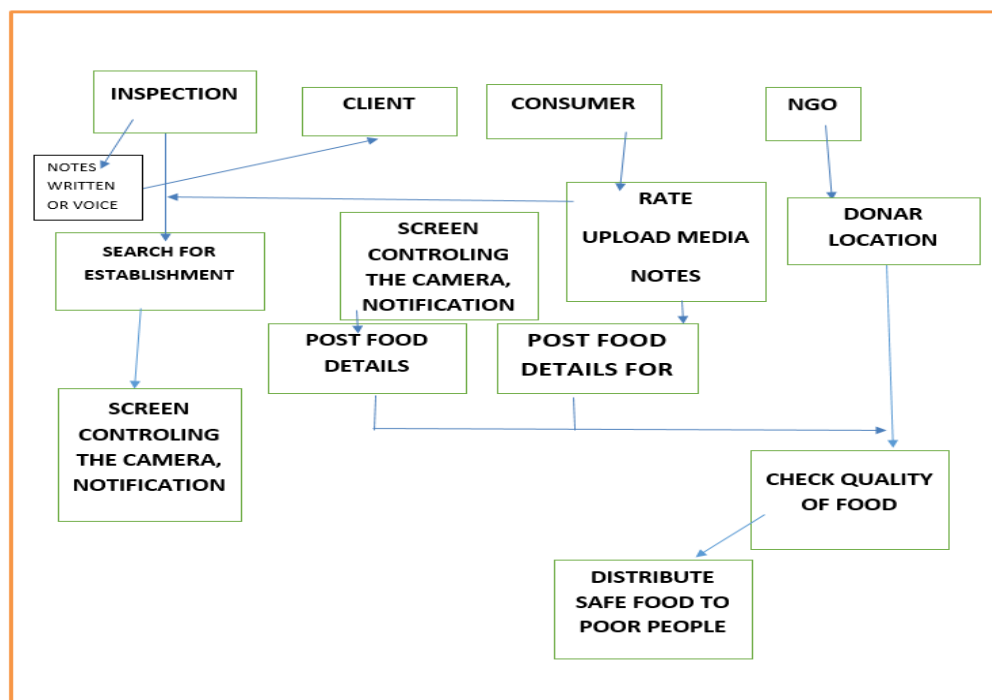 INSPECTION
CLIENT
CONSUMER
NGO
NOTES
WRITTEN
OR VOICE
RATE
UPLOAD MEDIA
NOTES
DONAR
LOCATION
SEARCH FOR
ESTABLISHMENT
SCREEN
CONTROLING
THE CAMERA,
NOTIFICATION
POST FOOD
DETAILS
POST FOOD
DETAILS FOR
SCREEN
CONTROLING
THE CAMERA,
NOTIFICATION
CHECK QUALITY
OF FOOD
DISTRIBUTE
SAFE FOOD TO
POOR PEOPLE